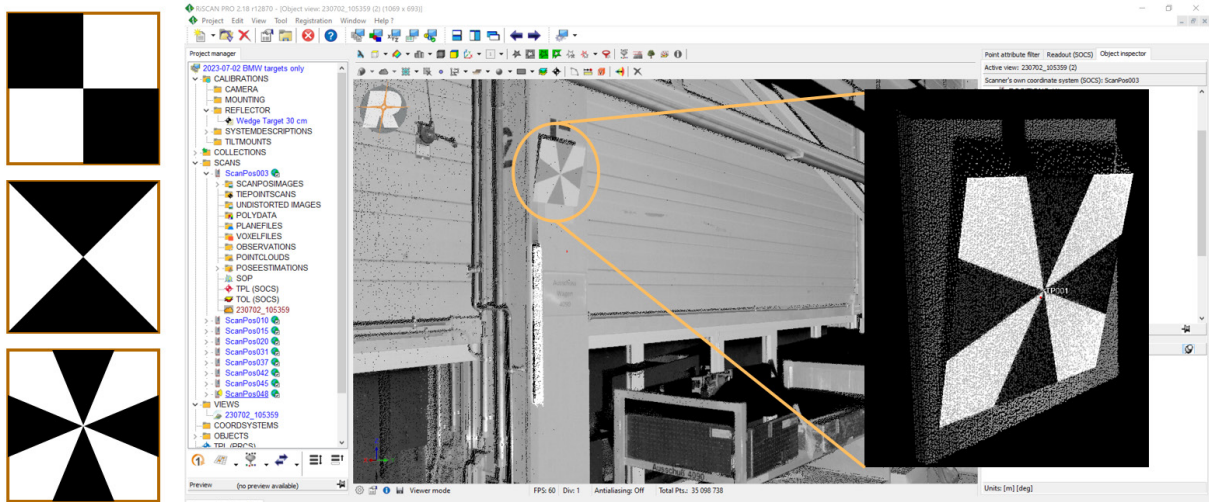 RiSCAN PRO 2.18 r12870 - [Object view: 230702_105359 (2) (1069 x 693)]
Project Edit View Tool Registration Window Help ?
Project manager
2023-07-02 BMW targets only
CALIBRATIONS
CAMERA
MOUNTING
REFLECTOR
Wedge Target 30 cm
SYSTEMDESCRIPTIONS
TILTMOUNTS
COLLECTIONS
SCANS
ScanPos003
SCANPOSIMAGES
TIEPOINTSCANS
UNDISTORTED IMAGES
POLYDATA
PLANEFILES
VOXELFILES
OBSERVATIONS
POINTCLOUDS
POSEESTIMATIONS
SOP
TPL (SOCS)
TOL (SOCS)
230702_105359
ScanPos010
ScanPos015
ScanPos020
ScanPos031
ScanPos037
ScanPos042
ScanPos045
ScanPos048
VIEWS
230702_105359
COORDSYSTEMS
OBJECTS
TPL (PRCS)
Preview (no preview available)
Ausschuß 4090
Viewer mode FPS: 60 Div: 1 Antialiasing: Off Total Pts.: 35 098 738
Point attribute filter Readout (SOCS) Object inspector
Active view: 230702_105359 (2)
Scanner's own coordinate system (SOCS): ScanPos003
TP001
Units: [m] [deg]